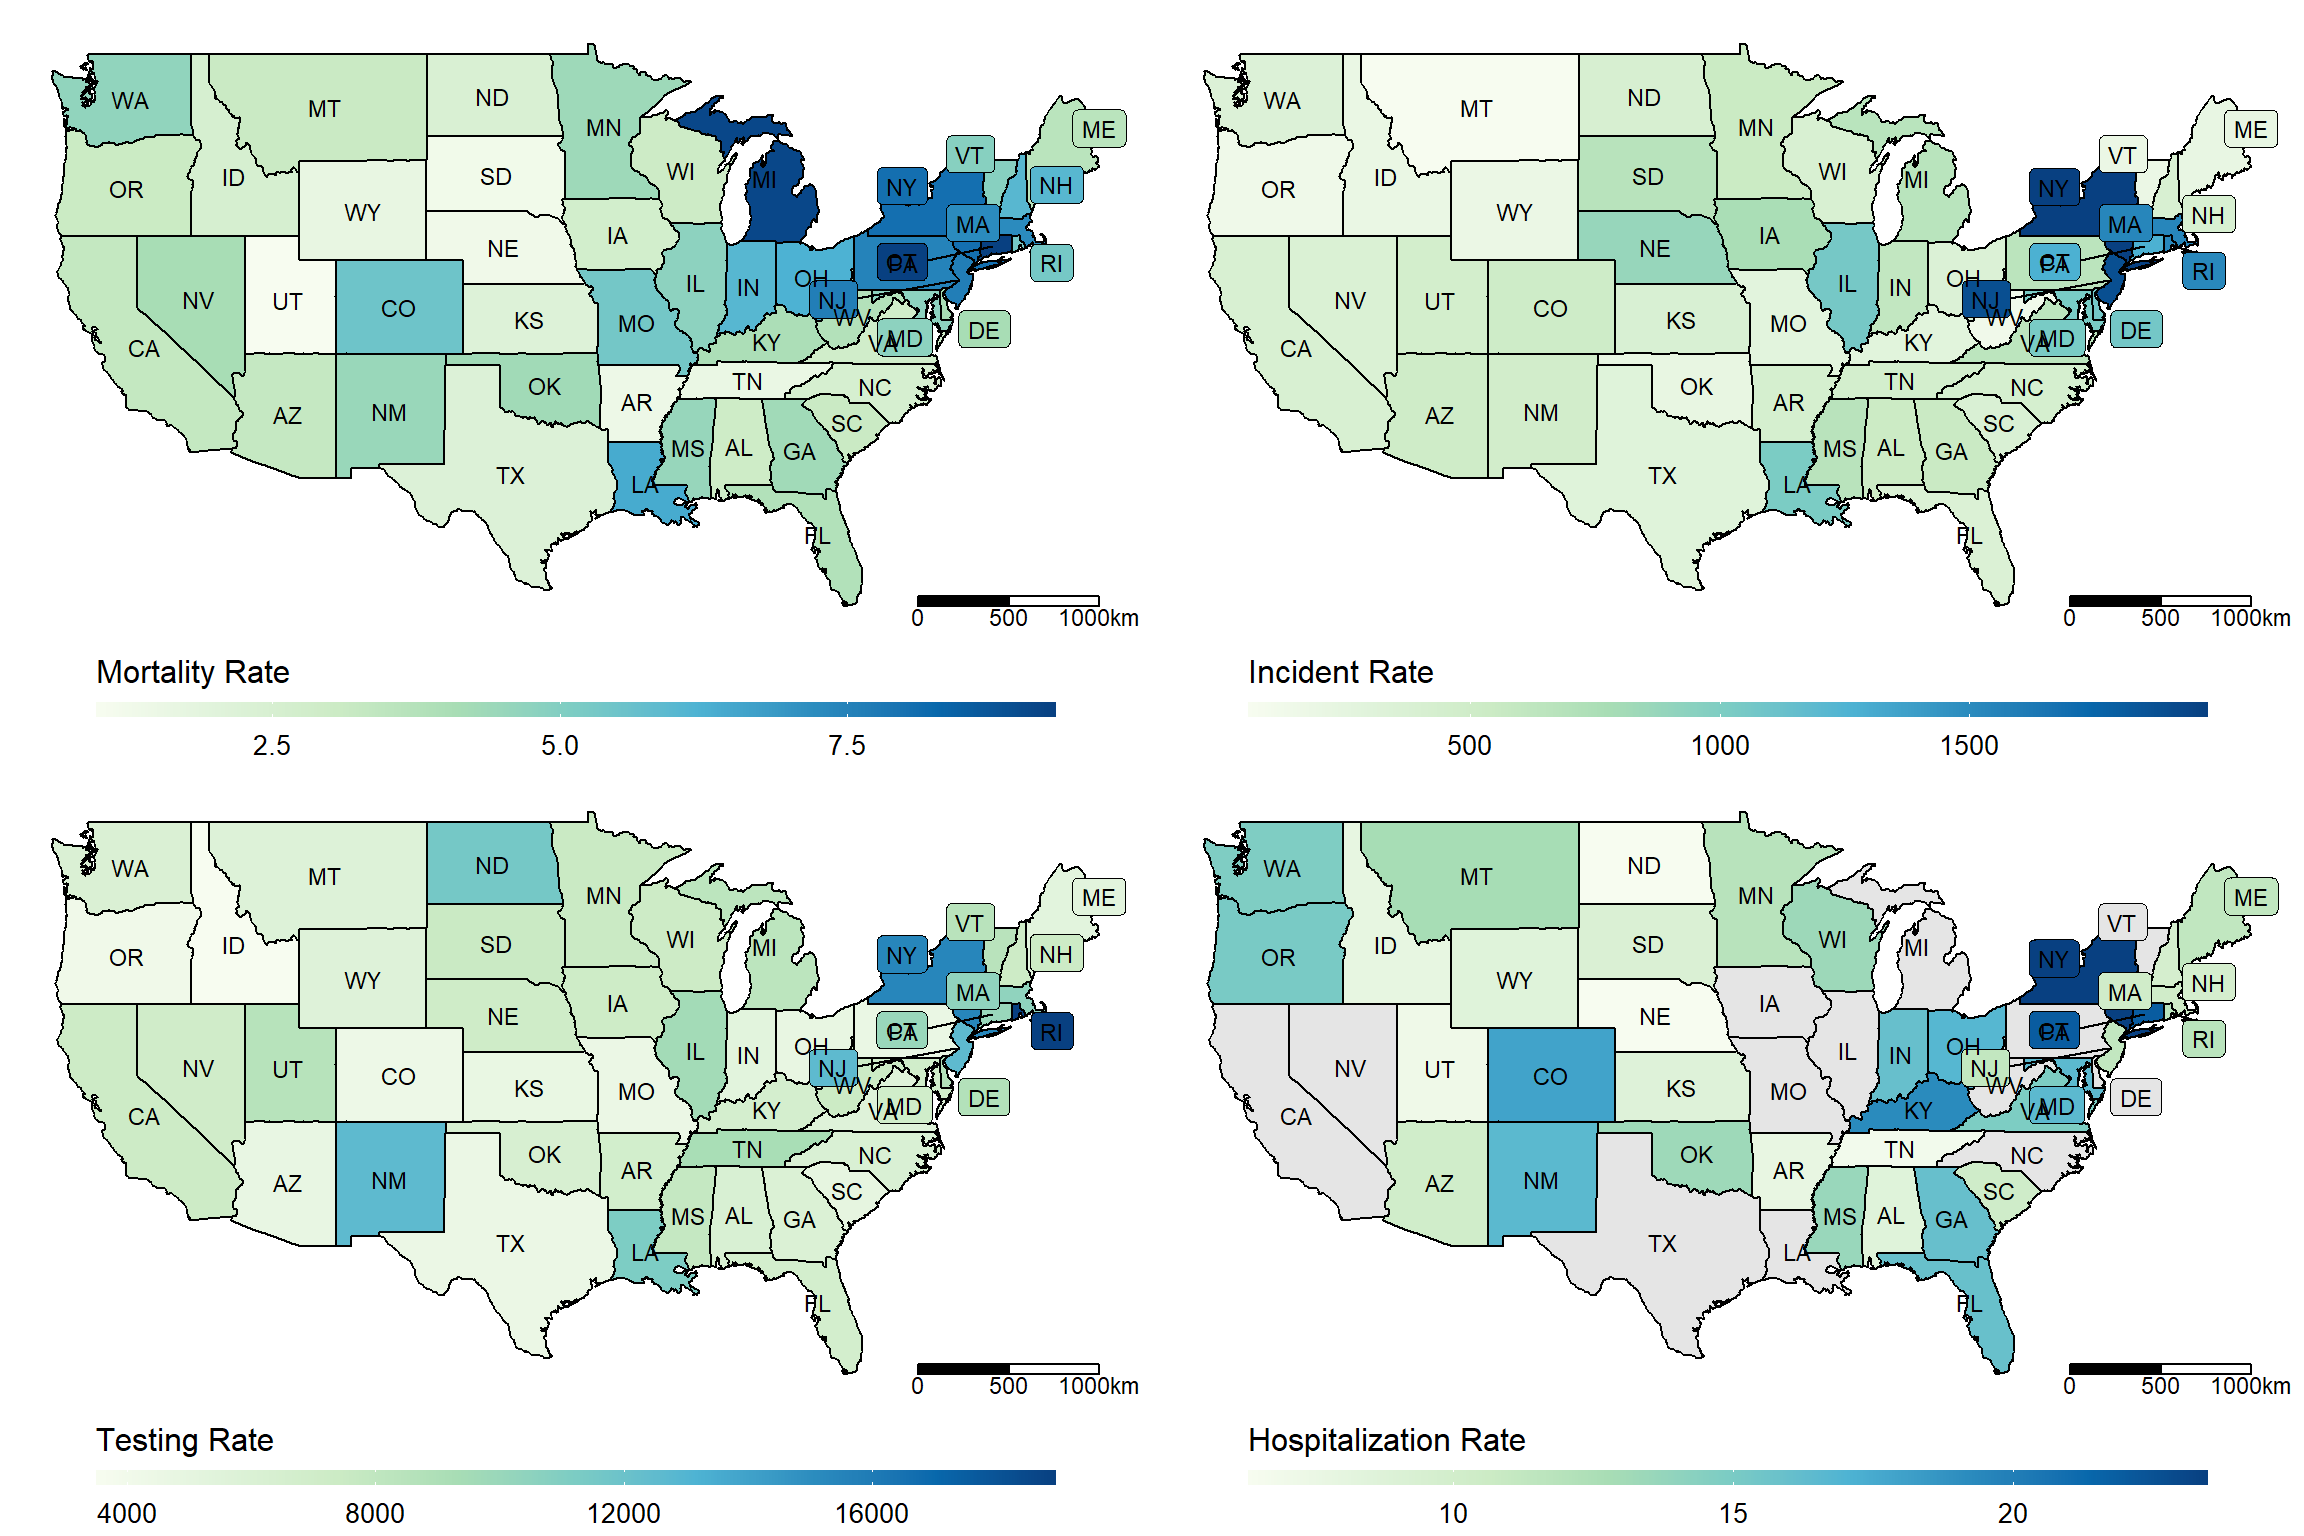 WA
MT
ND
MN
ME
VT
WI
ID
OR
SD
MI
NY
NH
WY
MA
IA
NE
PA
CT
RI
OH
IL
IN
NV
UT
CO
NJ
KS
MO
WV
DE
CA
KY
VA
MD
TN
NC
OK
AR
NM
AZ
SC
MS
AL
GA
TX
LA
FL
0 500 1000km
Mortality Rate
2.5 5.0 7.5
WA
MT
ND
MN
ME
VT
WI
ID
OR
SD
MI
NY
NH
WY
MA
IA
NE
PA
CT
RI
OH
IL
IN
NV
UT
CO
NJ
KS
MO
WV
DE
CA
KY
VA
MD
TN
NC
OK
AR
NM
AZ
SC
MS
AL
GA
TX
LA
FL
0 500 1000km
Incident Rate
500 1000 1500
WA
MT
ND
MN
ME
VT
WI
ID
OR
SD
MI
NY
NH
WY
MA
IA
NE
PA
CT
RI
OH
IL
IN
NV
UT
CO
NJ
KS
MO
WV
DE
CA
KY
VA
MD
TN
NC
OK
AR
NM
AZ
SC
MS
AL
GA
TX
LA
FL
0 500 1000km
Testing Rate
4000 8000 12000 16000
WA
MT
ND
MN
ME
VT
WI
ID
OR
SD
MI
NY
NH
WY
MA
IA
NE
PA
CT
RI
OH
IL
IN
NV
UT
CO
NJ
KS
MO
WV
DE
CA
KY
VA
MD
TN
NC
OK
AR
NM
AZ
SC
MS
AL
GA
TX
LA
FL
0 500 1000km
Hospitalization Rate
10 15 20